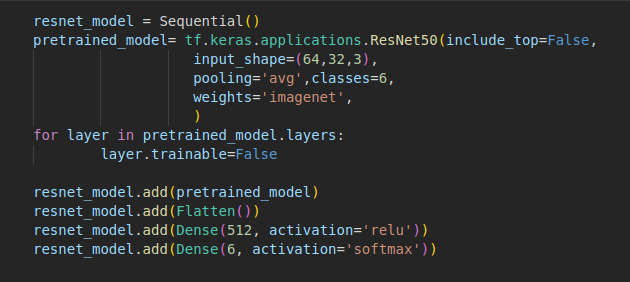 resnet_model = Sequential()
pretrained_model= tf.keras.applications.ResNet50(include_top=False,
                        input_shape=(64,32,3),
                        pooling='avg',classes=6,
                        weights='imagenet',
                        )
for layer in pretrained_model.layers:
          layer.trainable=False

resnet_model.add(pretrained_model)
resnet_model.add(Flatten())
resnet_model.add(Dense(512, activation='relu'))
resnet_model.add(Dense(6, activation='softmax'))